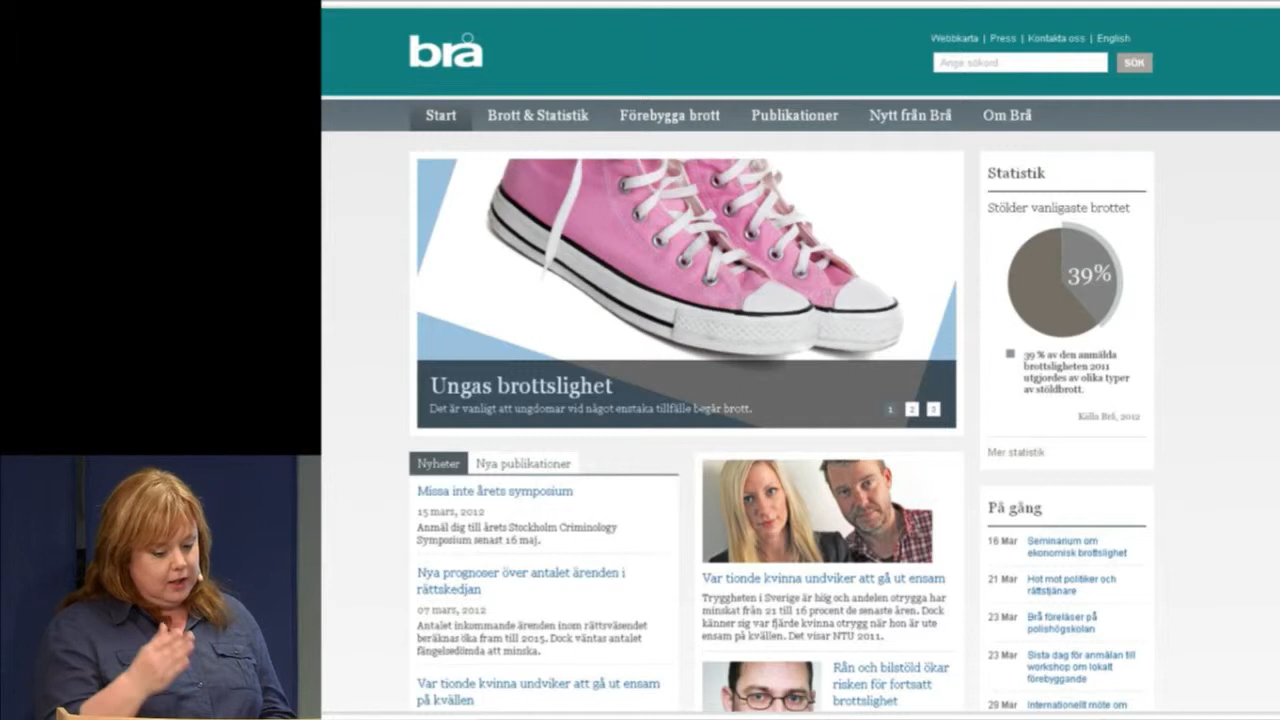 brå
Webbkarta | Press | Kontakta oss | English
Ange sökord
SÖK
Start
Brott & Statistik
Förebygga brott
Publikationer
Nytt från Brå
Om Brå
Ungas brottslighet
Det är vanligt att ungdomar vid något enstaka tillfälle begår brott.
1 2 3
Statistik
Stölder vanligaste brottet
39%
39 % av den anmälda
brottsligheten 2011
utgjordes av olika typer
av stöldbrott.
Källa Brå, 2012
Mer statistik
Nyheter
Nya publikationer
Missa inte årets symposium
15 mars, 2012
Anmäl dig till årets Stockholm Criminology
Symposium senast 16 maj.
Nya prognoser över antalet ärenden i
rättskedjan
07 mars, 2012
Antalet inkommande ärenden inom rättsväsendet
beräknas öka fram till 2015. Dock väntas antalet
fängelsedömda att minska.
Var tionde kvinna undviker att gå ut ensam
på kvällen
Var tionde kvinna undviker att gå ut ensam
Tryggheten i Sverige är hög och andelen otrygga har
minskat från 21 till 16 procent de senaste åren. Dock
känner sig var fjärde kvinna otrygg när hon är ute
ensam på kvällen. Det visar NTU 2011.
Rån och bilstöld ökar
risken för fortsatt
brottslighet
På gång
16 Mar Seminarium om
ekonomisk brottslighet
21 Mar Hot mot politiker och
rättstjänare
23 Mar Brå föreläser på
polishögskolan
23 Mar Sista dag för anmälan till
workshop om lokalt
förebyggande
29 Mar Internationellt möte om